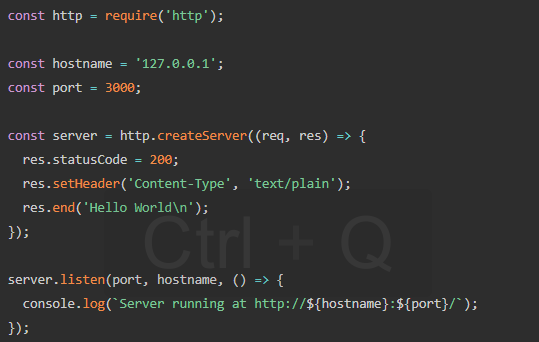 const http = require('http');

const hostname = '127.0.0.1';
const port = 3000;

const server = http.createServer((req, res) => {
  res.statusCode = 200;
  res.setHeader('Content-Type', 'text/plain');
  res.end('Hello World\n');
});
Ctrl + Q

server.listen(port, hostname, () => {
  console.log(`Server running at http://${hostname}:${port}/`);
});